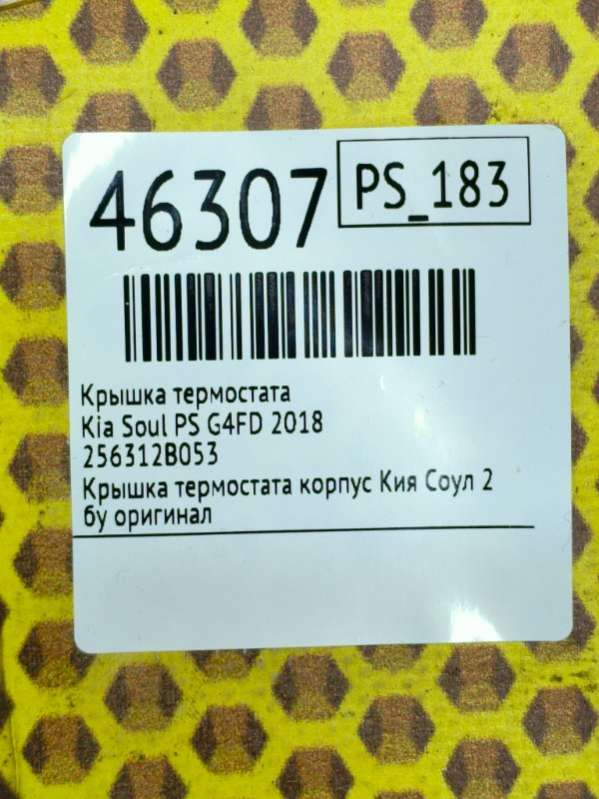 46307
PS_183
Крышка термостата
Kia Soul PS G4FD 2018
256312B053
Крышка термостата корпус Кия Соул 2
бу оригинал